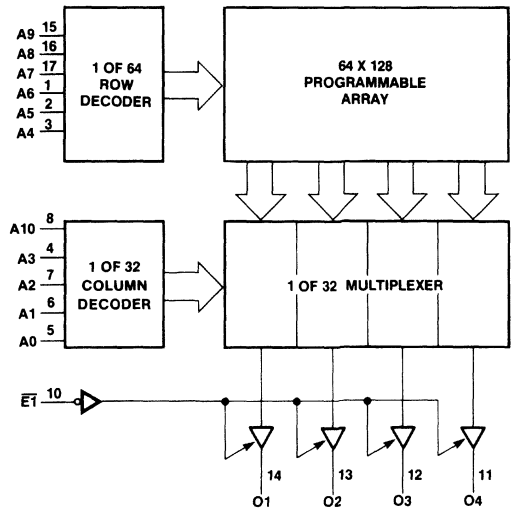 A9 15
A8 16
A7 17
A6 1
A5 2
A4 3
1 OF 64
ROW
DECODER
64 X 128
PROGRAMMABLE
ARRAY
A10 8
A3 4
A2 7
A1 6
A0 5
1 OF 32
COLUMN
DECODER
1 OF 32 MULTIPLEXER
E1 10
14 13 12 11
O1 O2 O3 O4